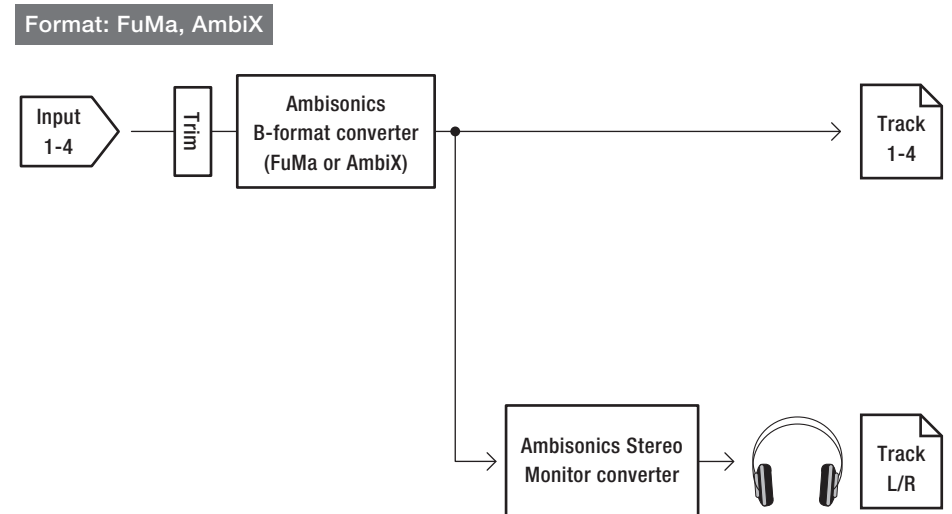 Format: FuMa, AmbiX
Input
1-4
Trim
Ambisonics
B-format converter
(FuMa or AmbiX)
Track
1-4
Ambisonics Stereo
Monitor converter
Track
L/R